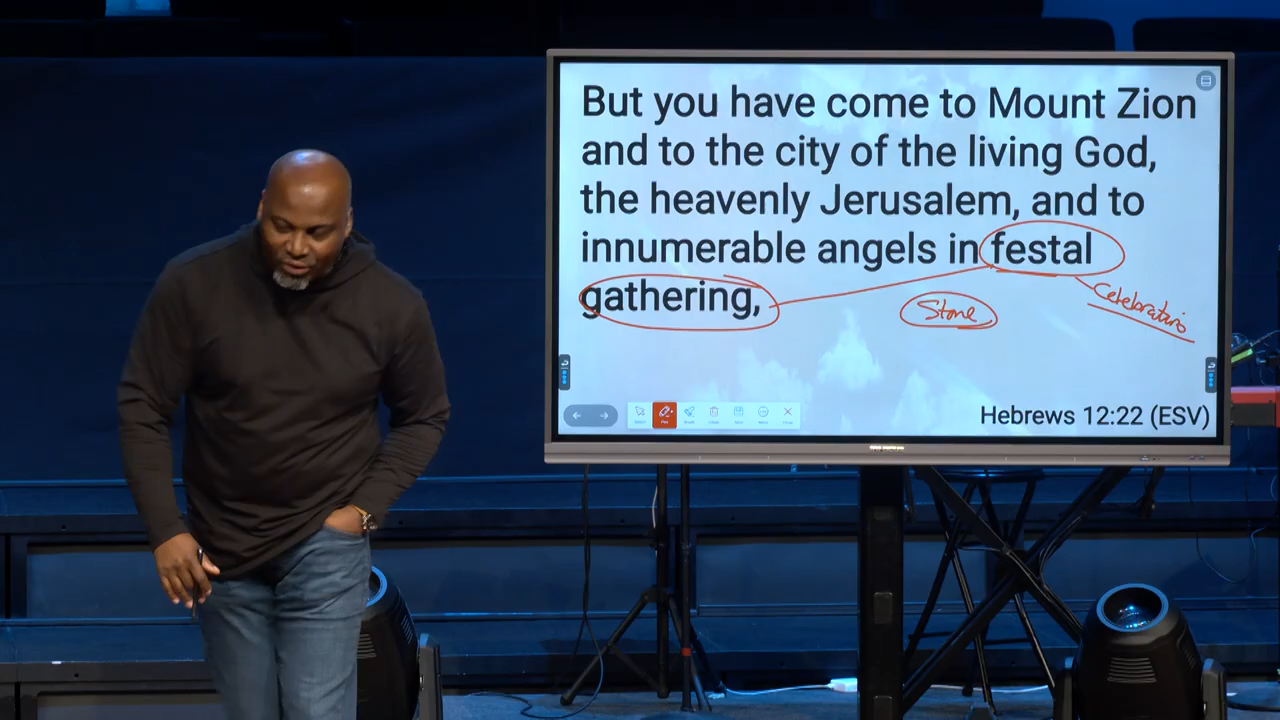 But you have come to Mount Zion
and to the city of the living God,
the heavenly Jerusalem, and to
innumerable angels in festal
gathering,
Stone
Hebrews 12:22 (ESV)